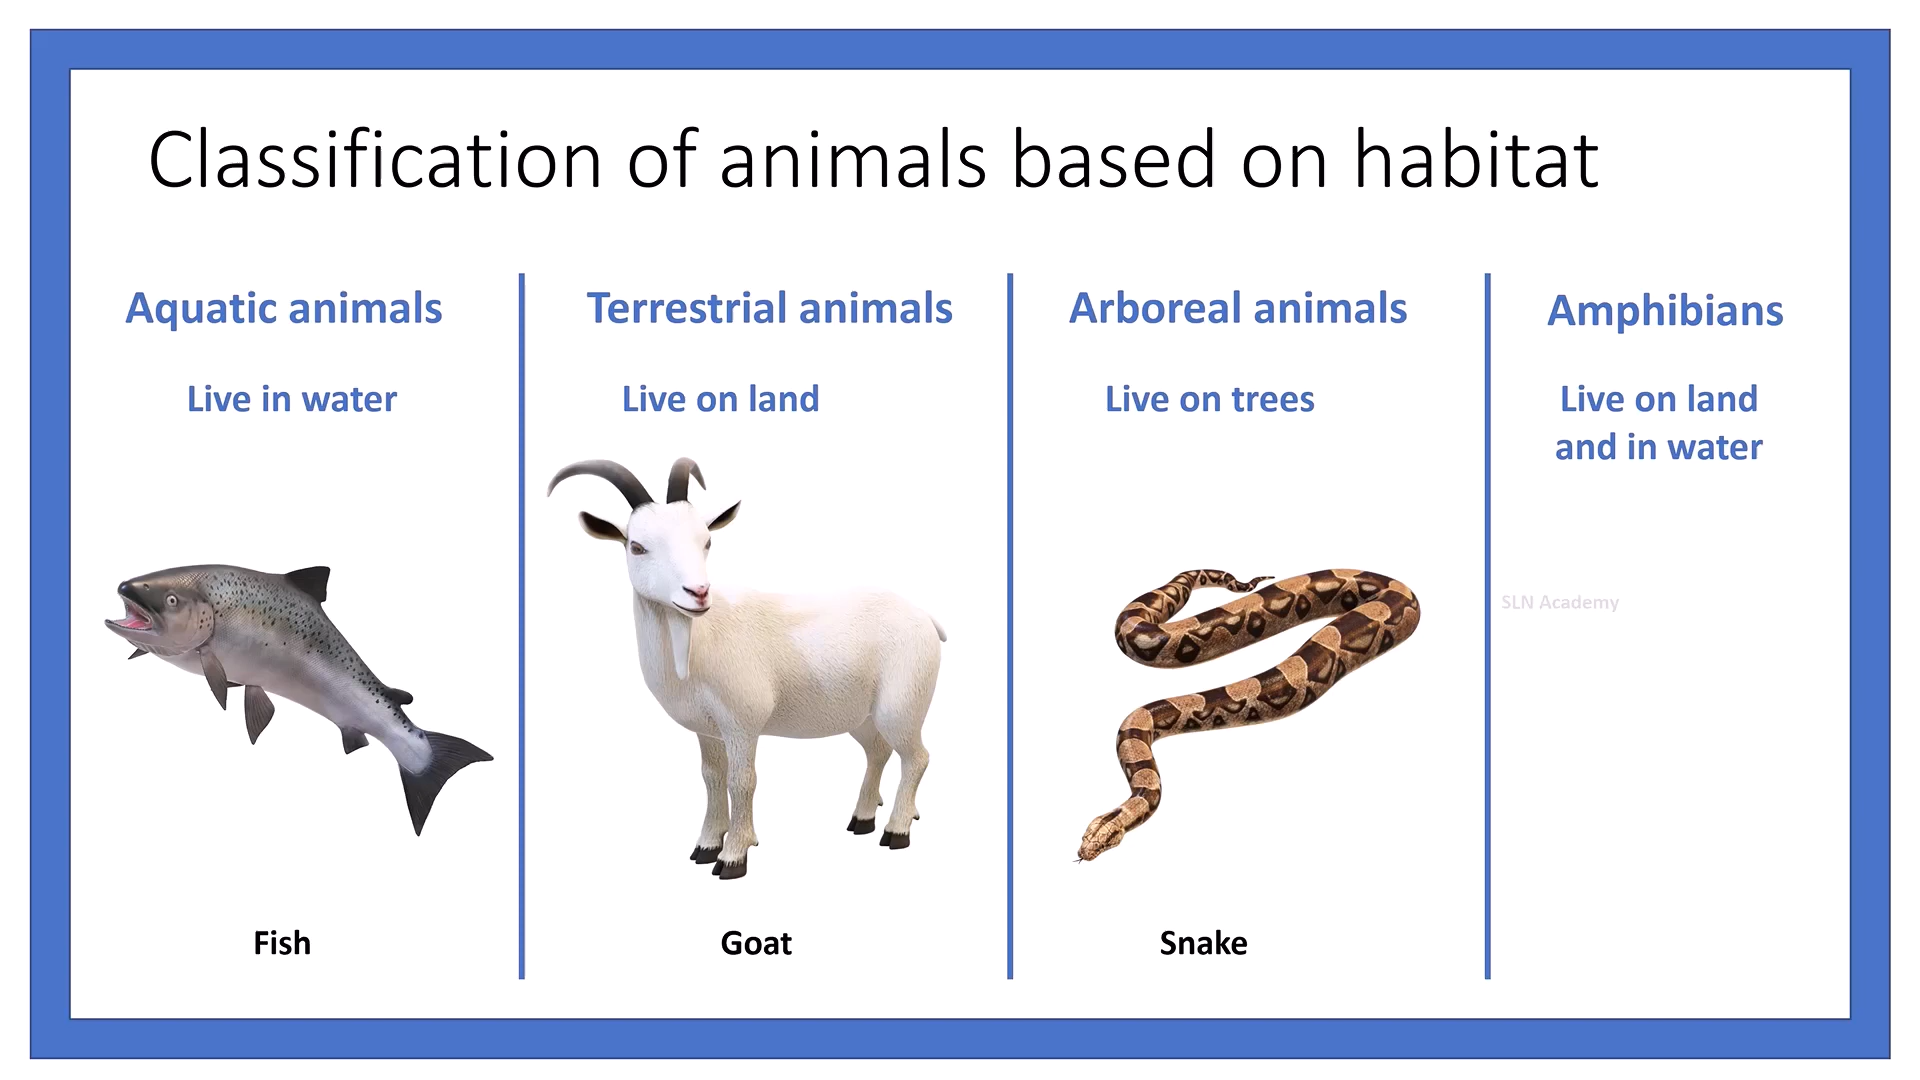 Classification of animals based on habitat
Aquatic animals
Live in water
Fish
Terrestrial animals
Live on land
Goat
Arboreal animals
Live on trees
Snake
Amphibians
Live on land
and in water
SLN Academy